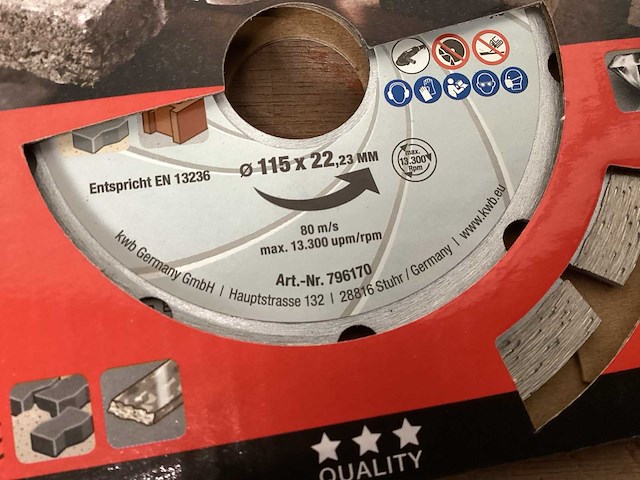 Entspricht EN 13236
Ø 115 x 22,23 MM
max.
13.300
Rpm
80 m/s
max. 13.300 upm/rpm
Art.-Nr. 796170
kwb Germany GmbH | Hauptstrasse 132 | 28816 Stuhr / Germany | www.kwb.eu
QUALITY